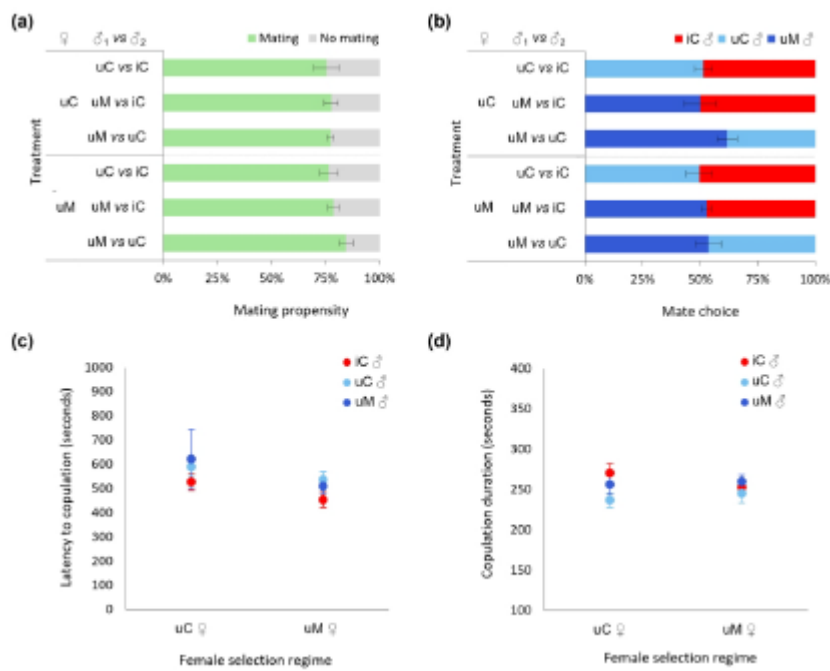 (a)
♀ ♂1 vs ♂2
Mating No mating
Treatment
uC
uC vs iC
uM vs iC
uM vs uC
uM
uC vs iC
uM vs iC
uM vs uC
0% 25% 50% 75% 100%
Mating propensity
(b)
♀ ♂1 vs ♂2
iC ♂ uC ♂ uM ♂
Treatment
uC
uC vs iC
uM vs iC
uM vs uC
uM
uC vs iC
uM vs iC
uM vs uC
0% 25% 50% 75% 100%
Mate choice
(c)
iC ♂
uC ♂
uM ♂
Latency to copulation (seconds)
1000
900
800
700
600
500
400
300
200
100
0
uC ♀ uM ♀
Female selection regime
(d)
iC ♂
uC ♂
uM ♂
Copulation duration (seconds)
400
350
300
250
200
150
100
uC ♀ uM ♀
Female selection regime